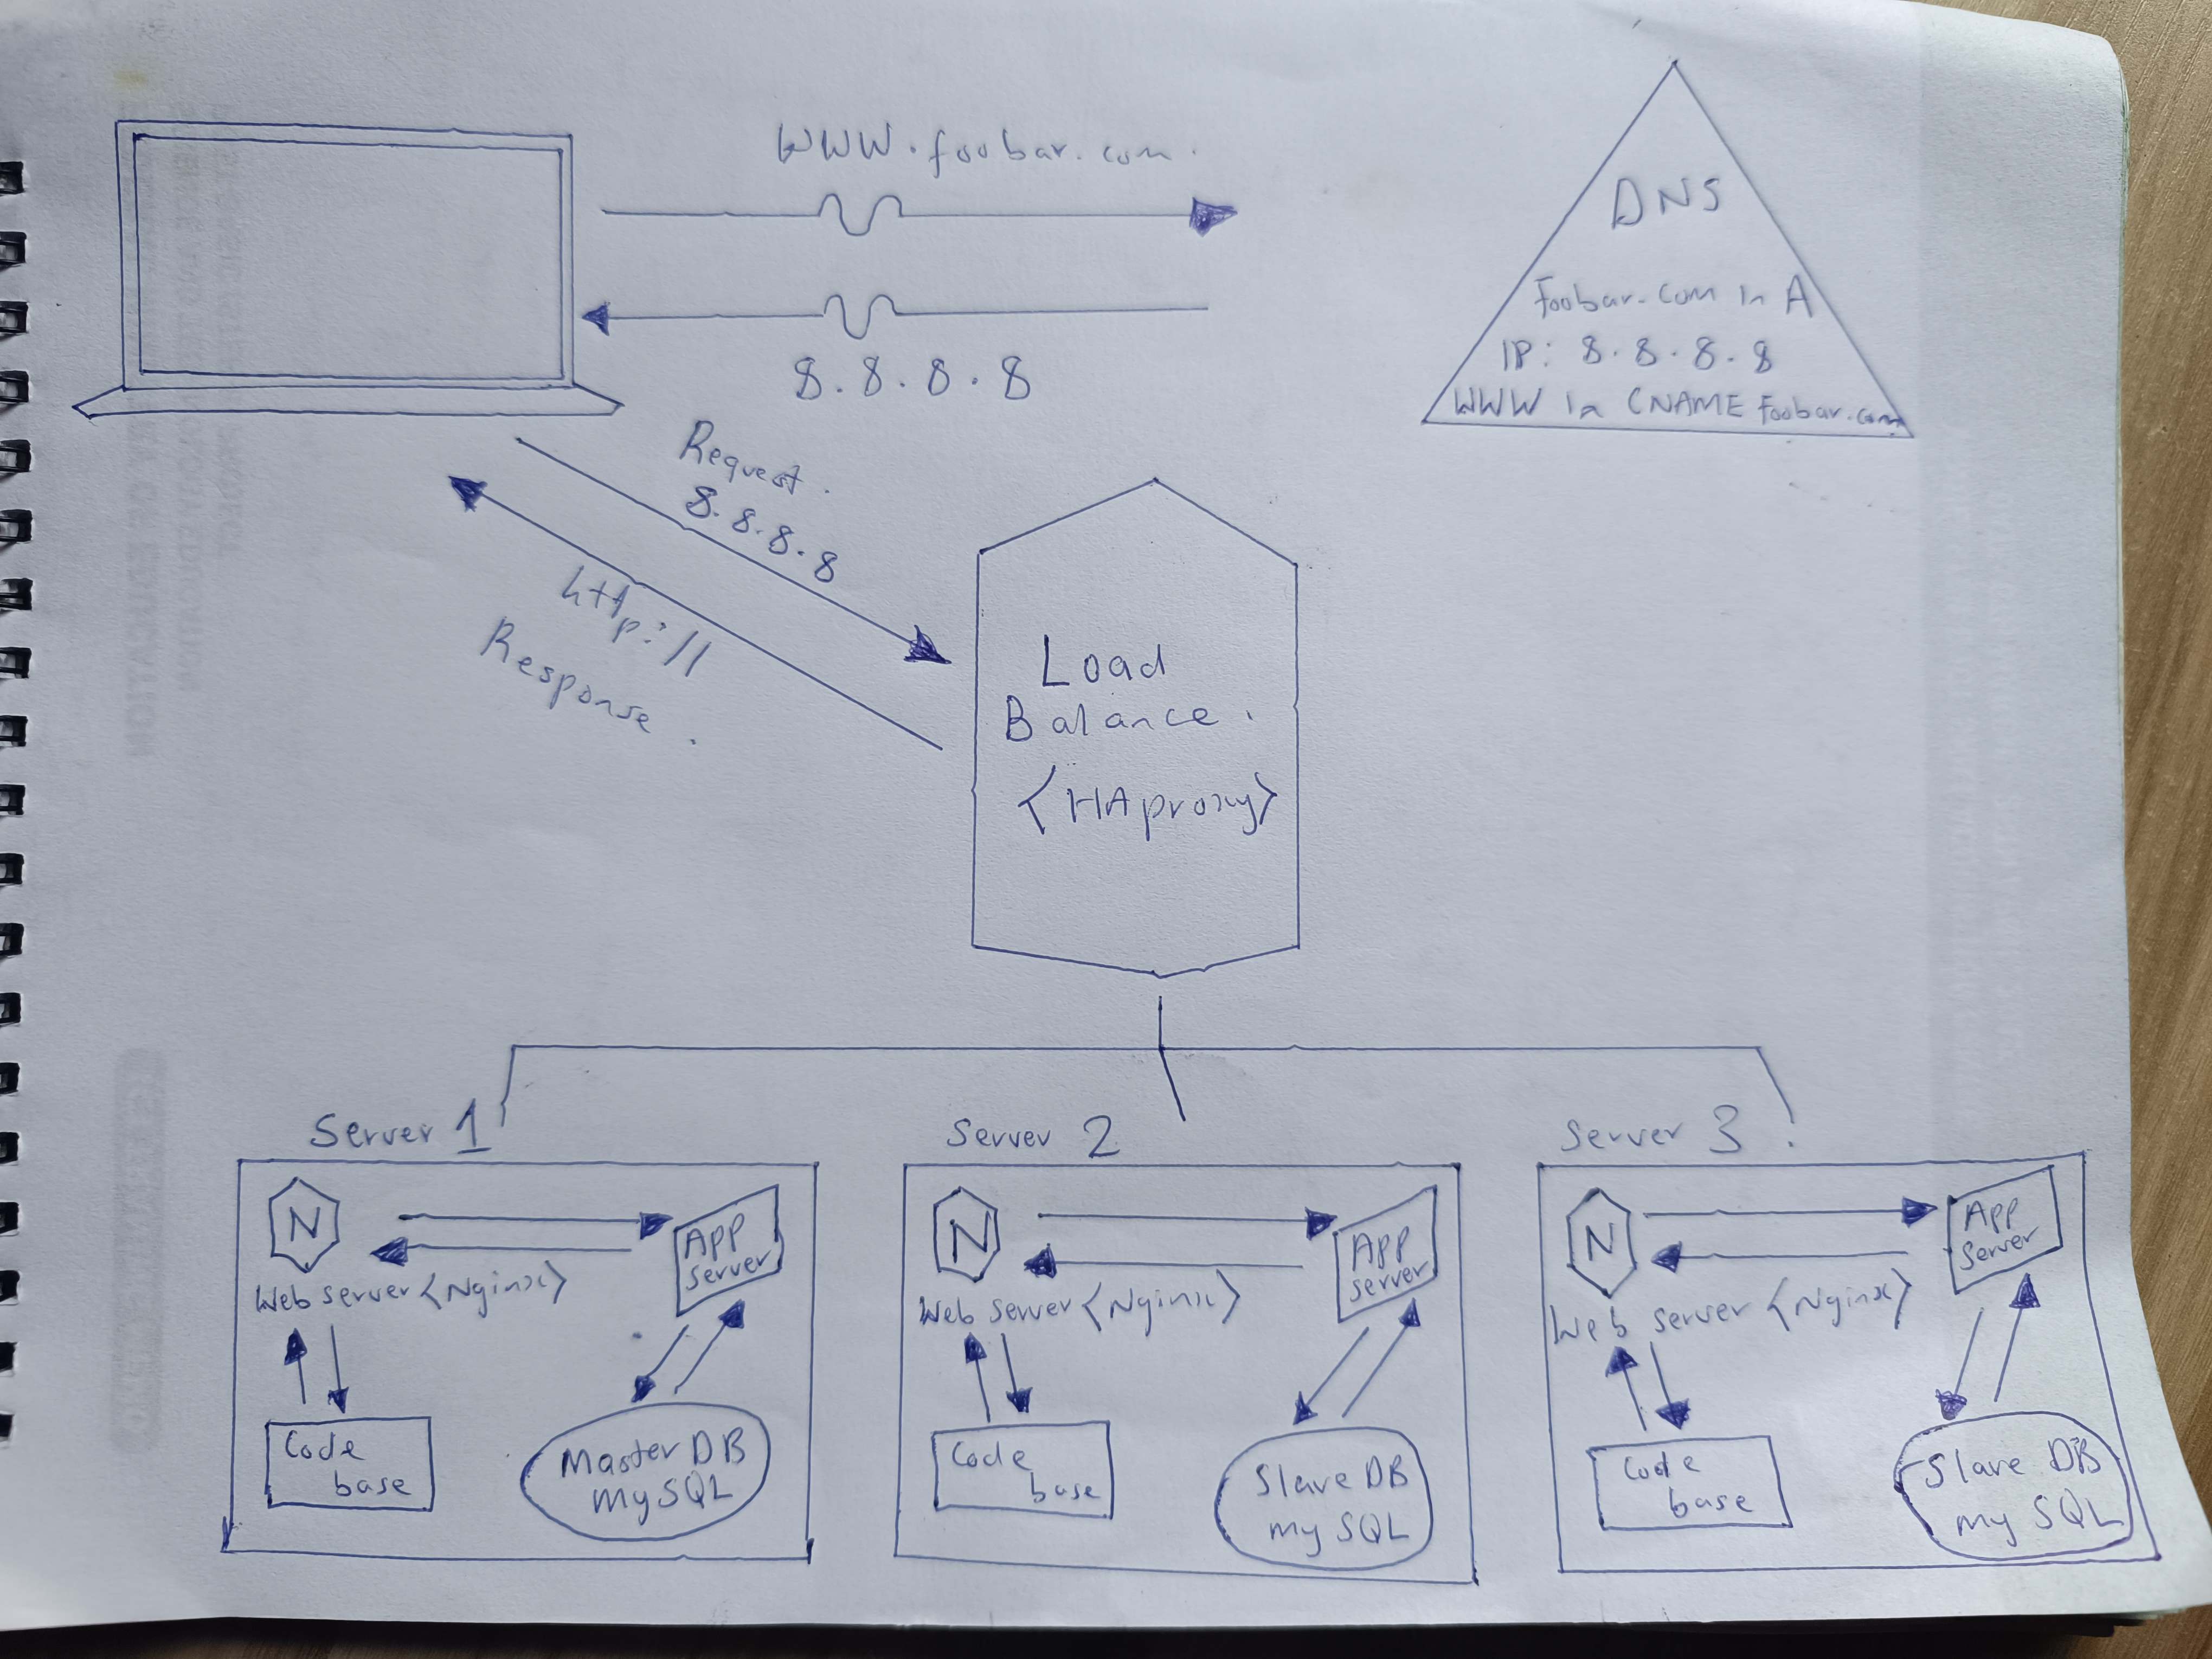 www.foobar.com.
8.8.8.8
DNS
Foobar.com in A
IP: 8.8.8.8
WWW in CNAME Foobar.com
Request.
8.8.8.8
http://
Response.
Load
Balance.
<HAproxy>
Server 1
N
App
Server
Web server <Nginx>
Code
base
Master DB
mySQL
Server 2
N
App
Server
Web server <Nginx>
Code
base
Slave DB
my SQL
Server 3
N
App
Server
Web server <Nginx>
Code
base
Slave DB
my SQL